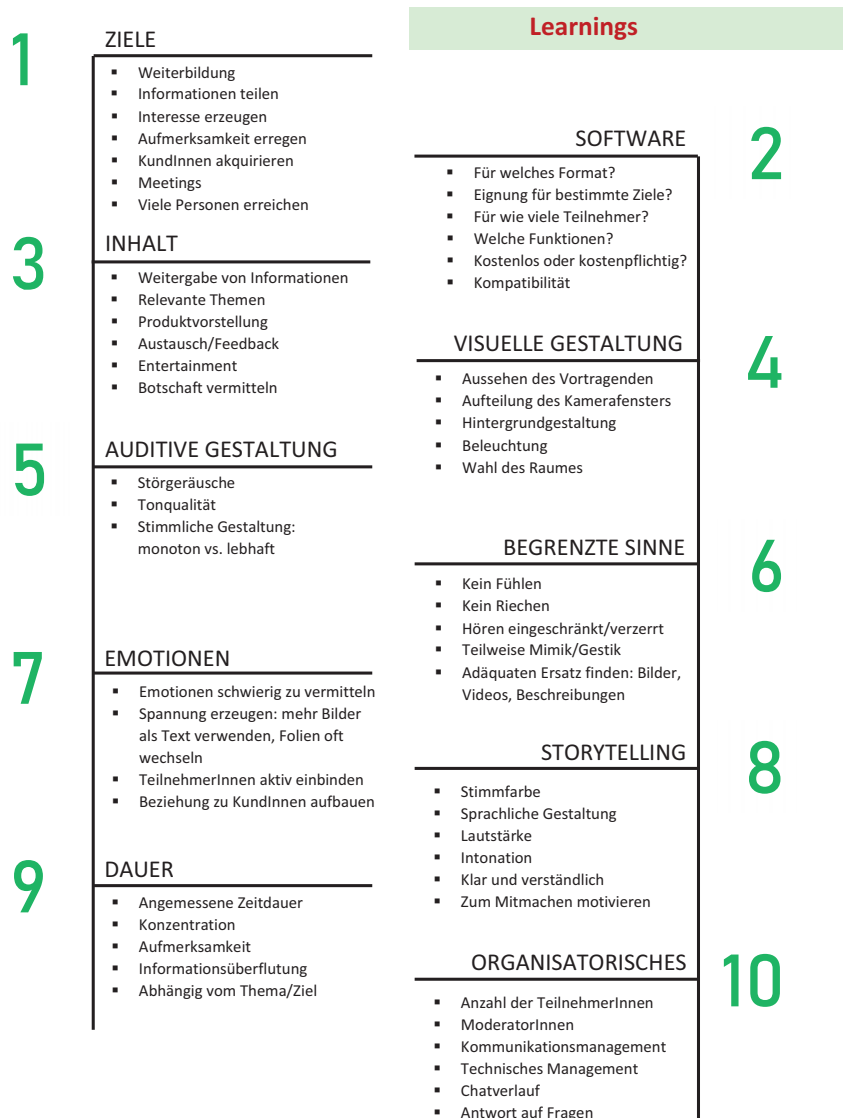 Learnings
1
ZIELE
▪ Weiterbildung
▪ Informationen teilen
▪ Interesse erzeugen
▪ Aufmerksamkeit erregen
▪ KundInnen akquirieren
▪ Meetings
▪ Viele Personen erreichen
2
SOFTWARE
▪ Für welches Format?
▪ Eignung für bestimmte Ziele?
▪ Für wie viele Teilnehmer?
▪ Welche Funktionen?
▪ Kostenlos oder kostenpflichtig?
▪ Kompatibilität
3
INHALT
▪ Weitergabe von Informationen
▪ Relevante Themen
▪ Produktvorstellung
▪ Austausch/Feedback
▪ Entertainment
▪ Botschaft vermitteln
4
VISUELLE GESTALTUNG
▪ Aussehen des Vortragenden
▪ Aufteilung des Kamerafensters
▪ Hintergrundgestaltung
▪ Beleuchtung
▪ Wahl des Raumes
5
AUDITIVE GESTALTUNG
▪ Störgeräusche
▪ Tonqualität
▪ Stimmliche Gestaltung:
monoton vs. lebhaft
6
BEGRENZTE SINNE
▪ Kein Fühlen
▪ Kein Riechen
▪ Hören eingeschränkt/verzerrt
▪ Teilweise Mimik/Gestik
▪ Adäquaten Ersatz finden: Bilder,
Videos, Beschreibungen
7
EMOTIONEN
▪ Emotionen schwierig zu vermitteln
▪ Spannung erzeugen: mehr Bilder
als Text verwenden, Folien oft
wechseln
▪ TeilnehmerInnen aktiv einbinden
▪ Beziehung zu KundInnen aufbauen
8
STORYTELLING
▪ Stimmfarbe
▪ Sprachliche Gestaltung
▪ Lautstärke
▪ Intonation
▪ Klar und verständlich
▪ Zum Mitmachen motivieren
9
DAUER
▪ Angemessene Zeitdauer
▪ Konzentration
▪ Aufmerksamkeit
▪ Informationsüberflutung
▪ Abhängig vom Thema/Ziel
10
ORGANISATORISCHES
▪ Anzahl der TeilnehmerInnen
▪ ModeratorInnen
▪ Kommunikationsmanagement
▪ Technisches Management
▪ Chatverlauf
▪ Antwort auf Fragen